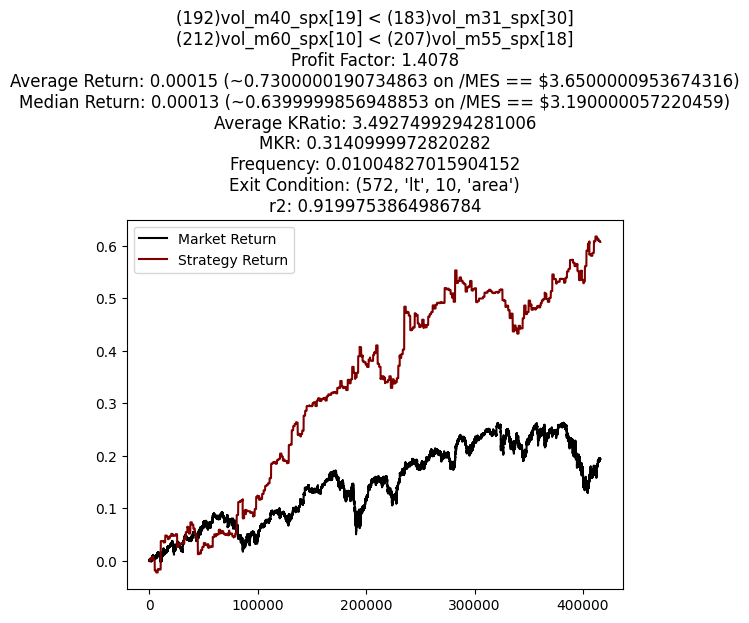 (192)vol_m40_spx[19] < (183)vol_m31_spx[30]
(212)vol_m60_spx[10] < (207)vol_m55_spx[18]
Profit Factor: 1.4078
Average Return: 0.00015 (~0.7300000190734863 on /MES == $3.6500000953674316)
Median Return: 0.00013 (~0.6399999856948853 on /MES == $3.190000057220459)
Average KRatio: 3.4927499294281006
MKR: 0.3140999972820282
Frequency: 0.01004827015904152
Exit Condition: (572, 'lt', 10, 'area')
r2: 0.9199753864986784
Market Return
Strategy Return
0.6
0.5
0.4
0.3
0.2
0.1
0.0
0 100000 200000 300000 400000